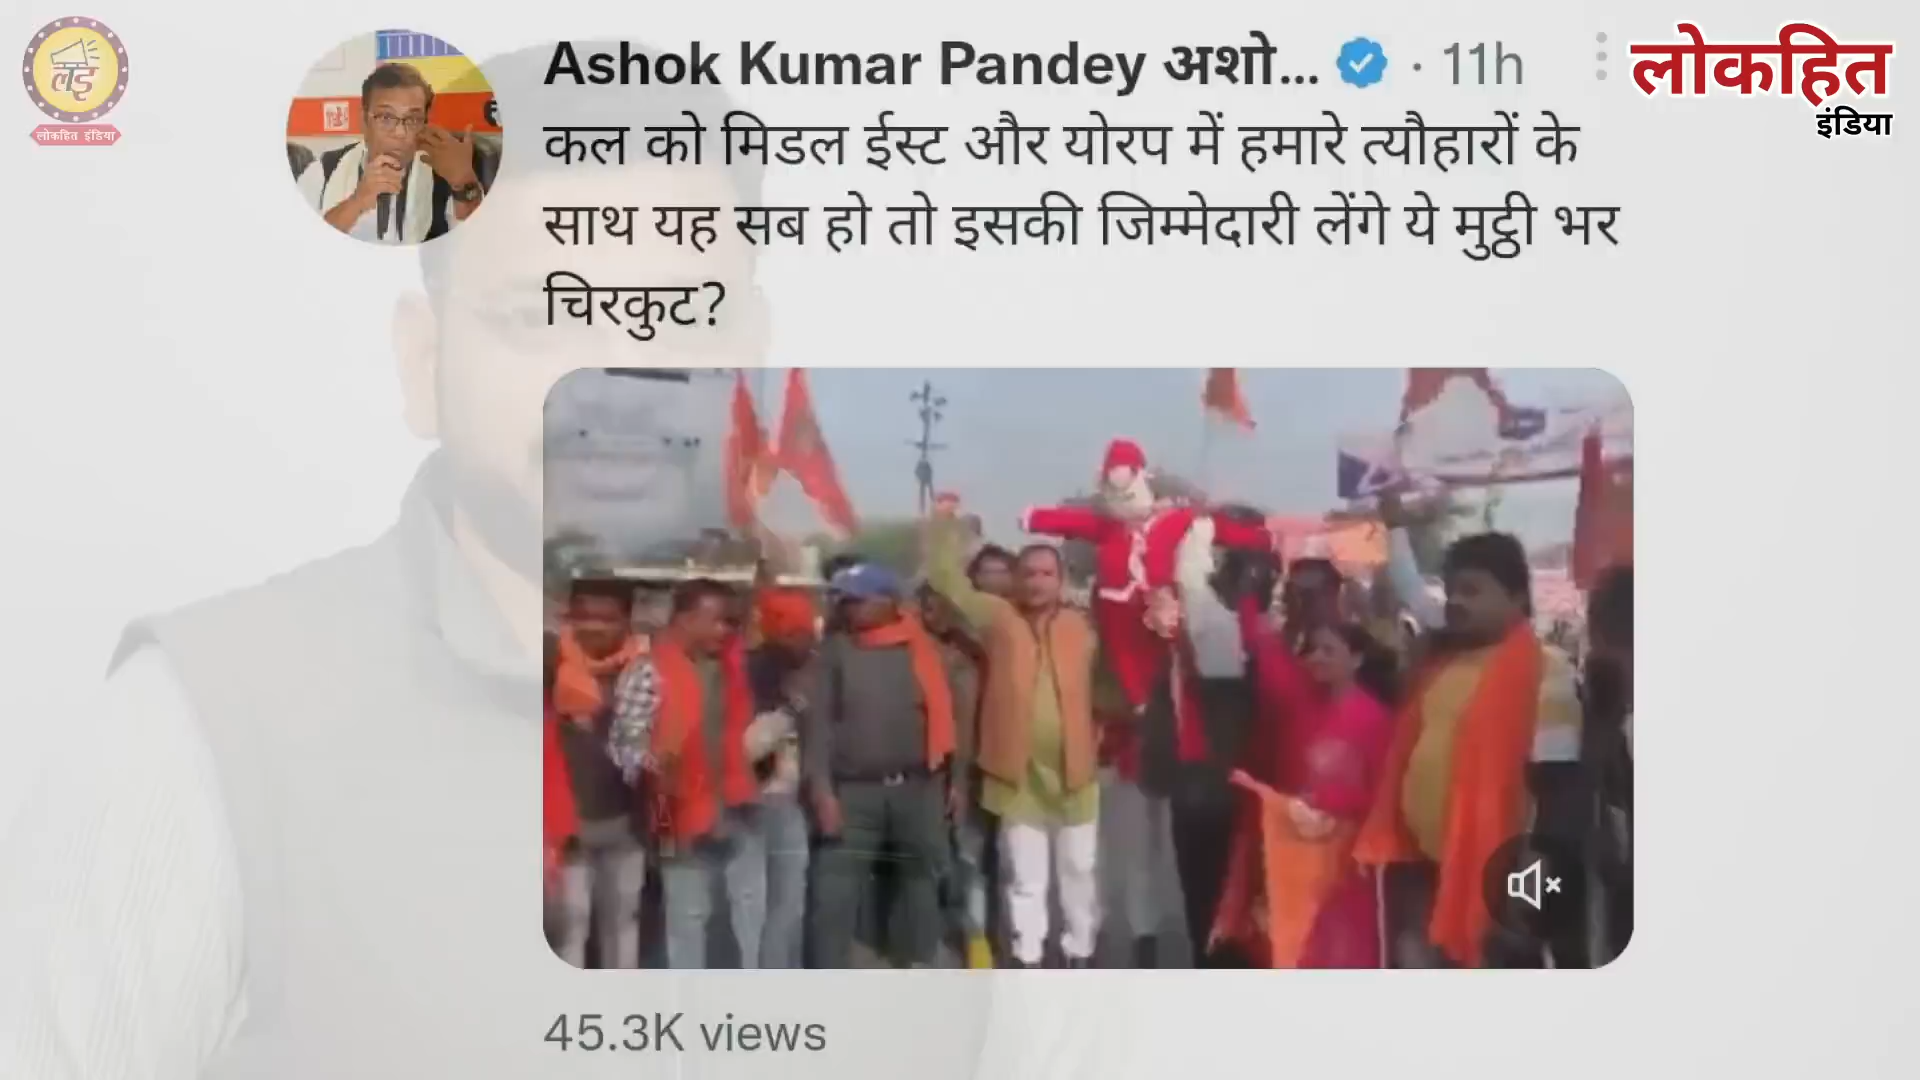 लोकहित इंडिया
Ashok Kumar Pandey अशो... · 11h
लोकहित
इंडिया
कल को मिडल ईस्ट और योरप में हमारे त्यौहारों के
साथ यह सब हो तो इसकी जिम्मेदारी लेंगे ये मुट्ठी भर
चिरकुट?
45.3K views